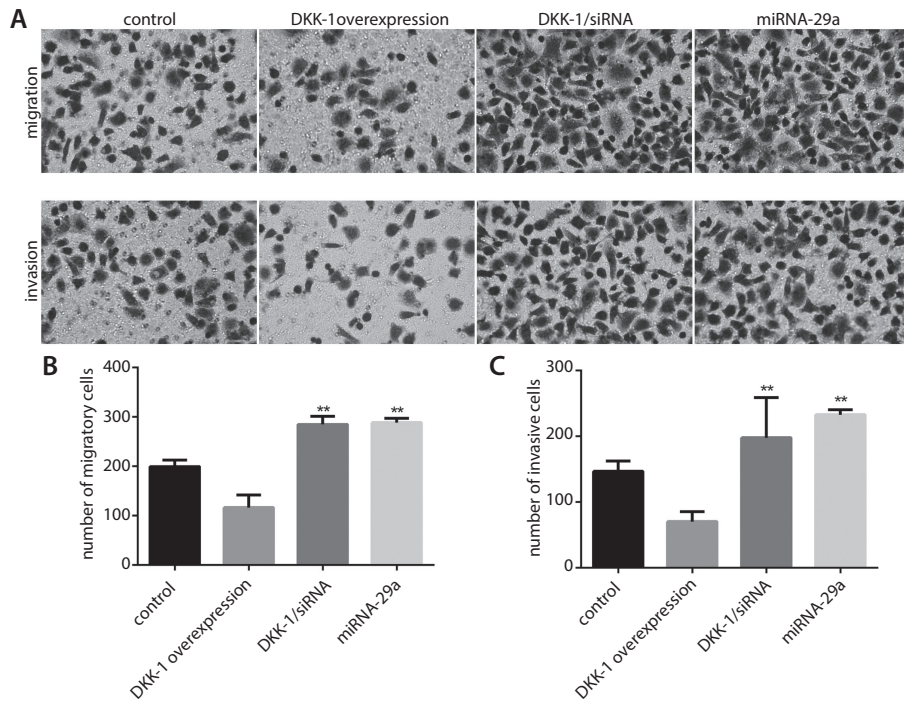 A
control DKK-1overexpression DKK-1/siRNA miRNA-29a
migration
invasion
B
number of migratory cells
400
300
200
100
0
** **
control DKK-1 overexpression DKK-1/siRNA miRNA-29a
C
number of invasive cells
300
200
100
0
** **
control DKK-1 overexpression DKK-1/siRNA miRNA-29a